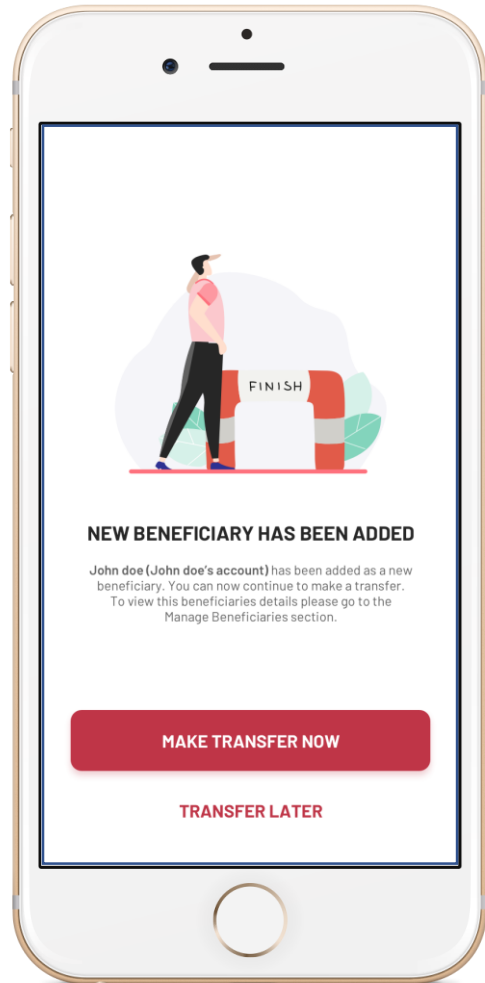 FINISH
NEW BENEFICIARY HAS BEEN ADDED
John doe (John doe's account) has been added as a new
beneficiary. You can now continue to make a transfer.
To view this beneficiaries details please go to the
Manage Beneficiaries section.
MAKE TRANSFER NOW
TRANSFER LATER